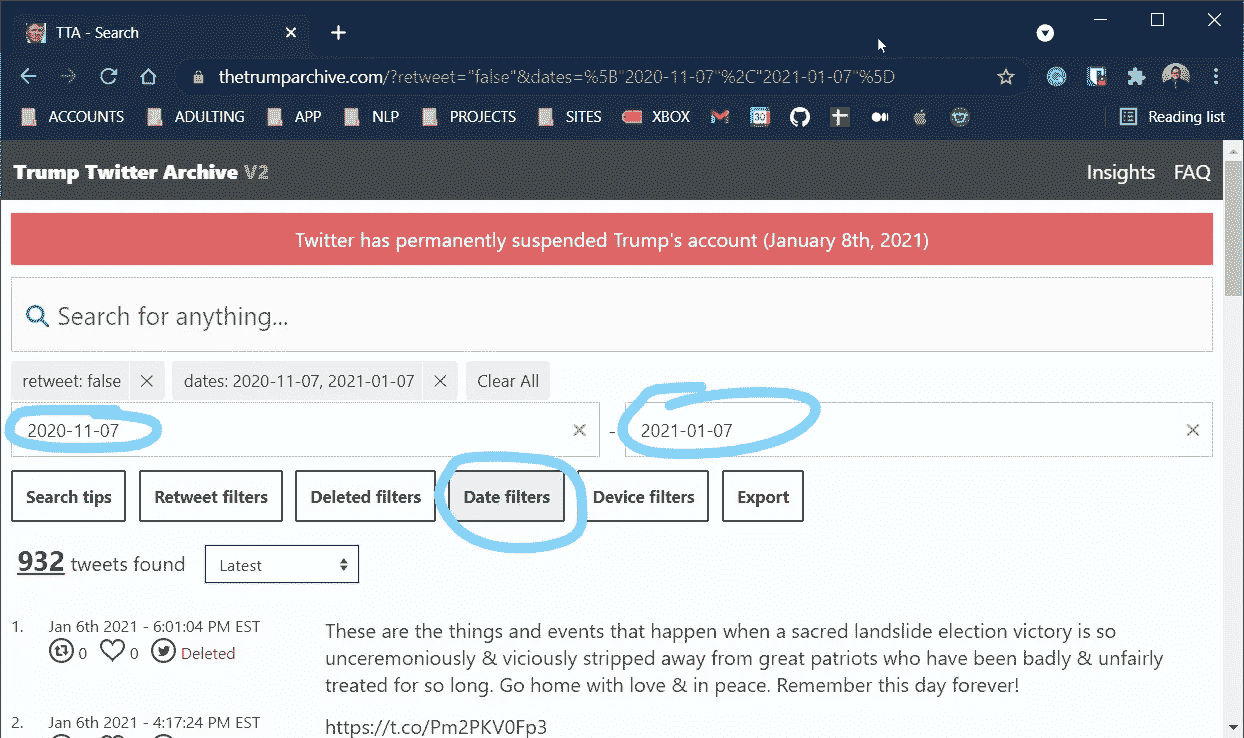 TTA - Search
thetrumparchive.com/?retweet="false"&dates=%5B"2020-11-07"%2C"2021-01-07"%5D
ACCOUNTS ADULTING APP NLP PROJECTS SITES XBOX 30 Reading list
Trump Twitter Archive V2 Insights FAQ
Twitter has permanently suspended Trump's account (January 8th, 2021)
Search for anything...
retweet: false dates: 2020-11-07, 2021-01-07 Clear All
2020-11-07 - 2021-01-07
Search tips Retweet filters Deleted filters Date filters Device filters Export
932 tweets found Latest
1. Jan 6th 2021 - 6:01:04 PM EST
0 0 Deleted
These are the things and events that happen when a sacred landslide election victory is so
unceremoniously & viciously stripped away from great patriots who have been badly & unfairly
treated for so long. Go home with love & in peace. Remember this day forever!
2. Jan 6th 2021 - 4:17:24 PM EST
https://t.co/Pm2PKV0Fp3